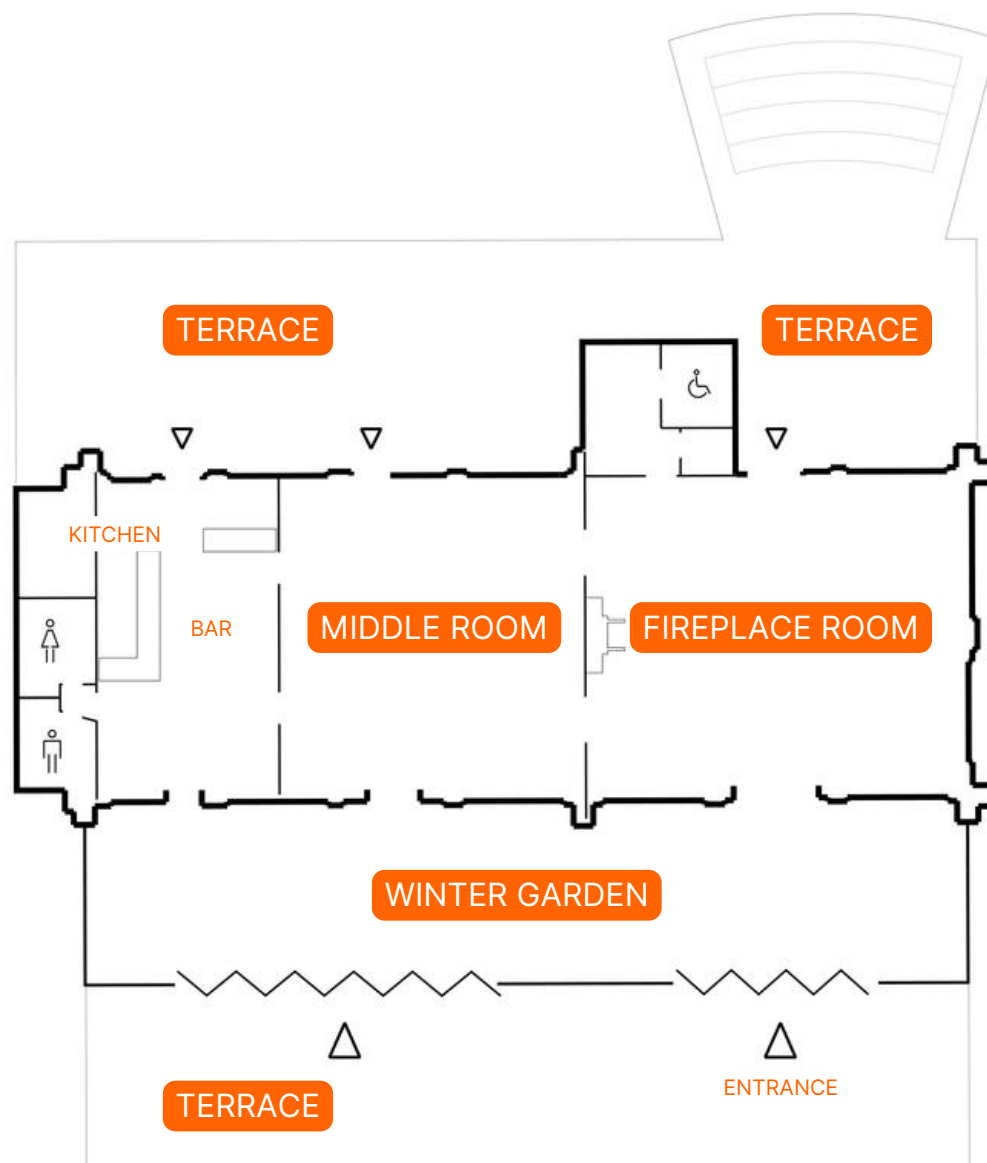 TERRACE
TERRACE
KITCHEN
BAR
MIDDLE ROOM
FIREPLACE ROOM
WINTER GARDEN
ENTRANCE
TERRACE